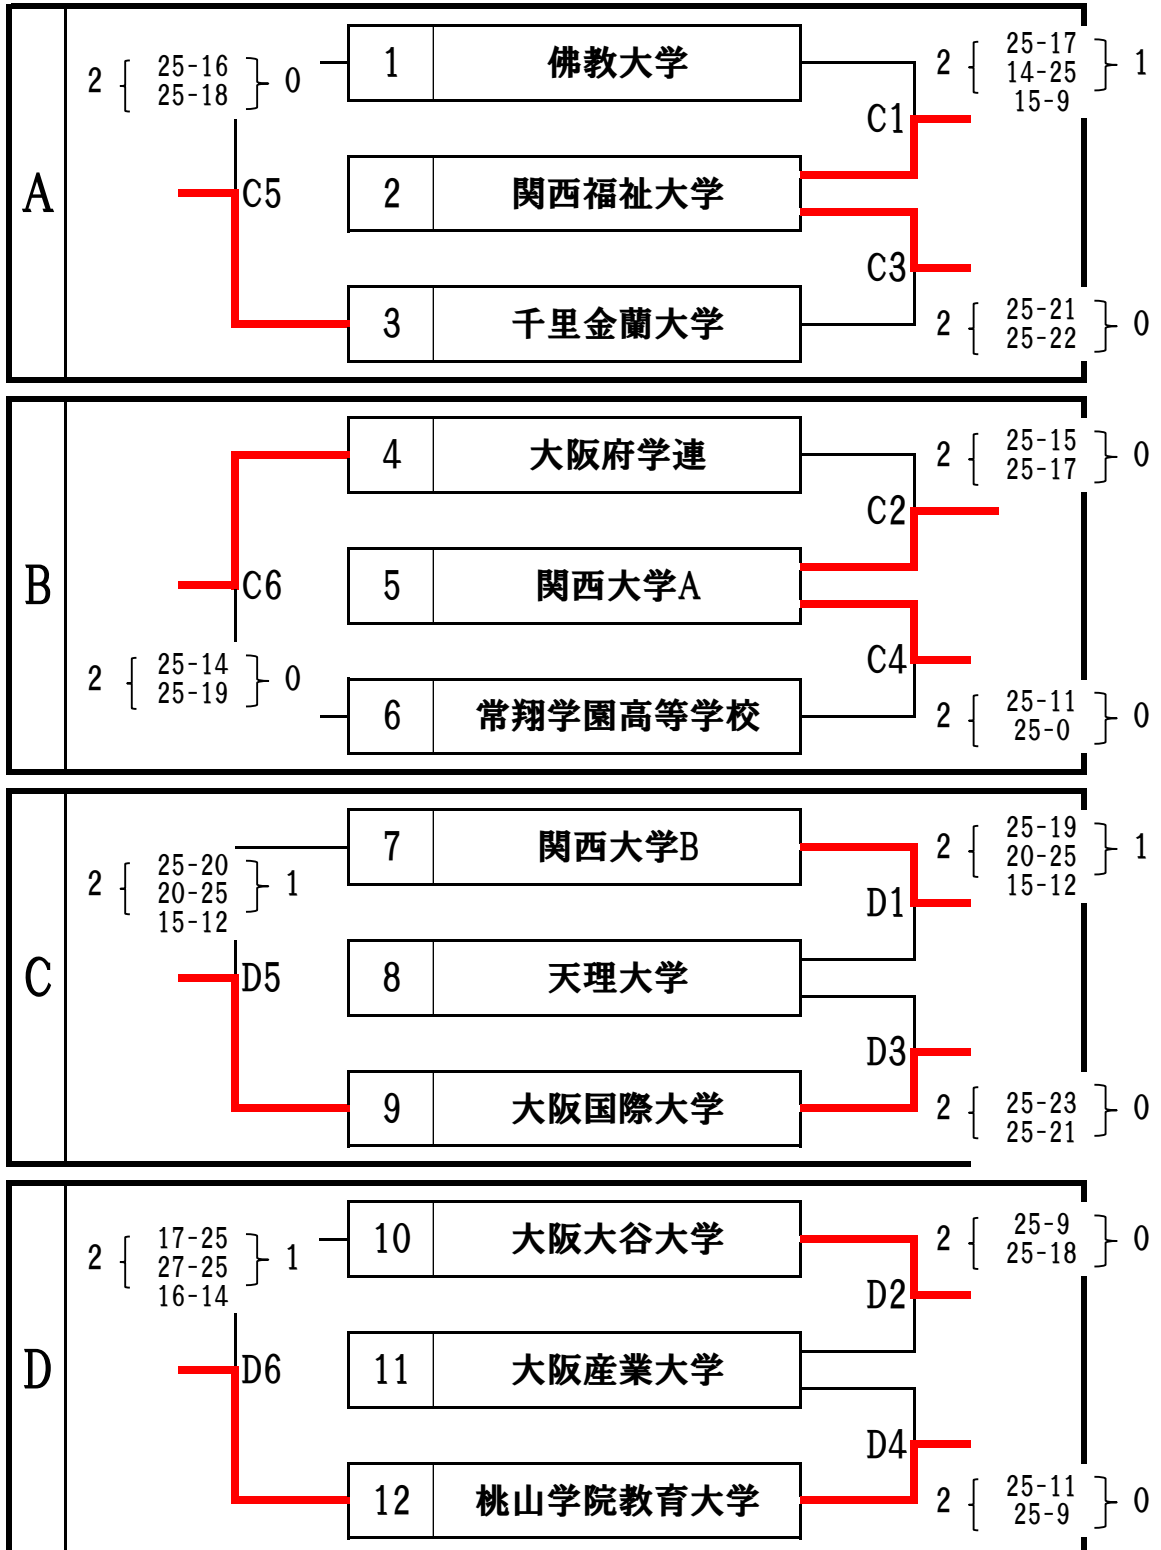 A
2 { 25-16 } 0
25-18
1 佛教大学
2 { 25-17 } 1
14-25
15-9
C1
C5
2 関西福祉大学
C3
3 千里金蘭大学
2 { 25-21 } 0
25-22
B
4 大阪府学連
2 { 25-15 } 0
25-17
C2
C6
5 関西大学A
C4
2 { 25-14 } 0
25-19
6 常翔学園高等学校
2 { 25-11 } 0
25-0
C
7 関西大学B
2 { 25-19 } 1
20-25
15-12
2 { 25-20 } 1
20-25
15-12
D1
D5
8 天理大学
D3
9 大阪国際大学
2 { 25-23 } 0
25-21
D
2 { 17-25 } 1
27-25
16-14
10 大阪大谷大学
2 { 25-9 } 0
25-18
D2
D6
11 大阪産業大学
D4
12 桃山学院教育大学
2 { 25-11 } 0
25-9